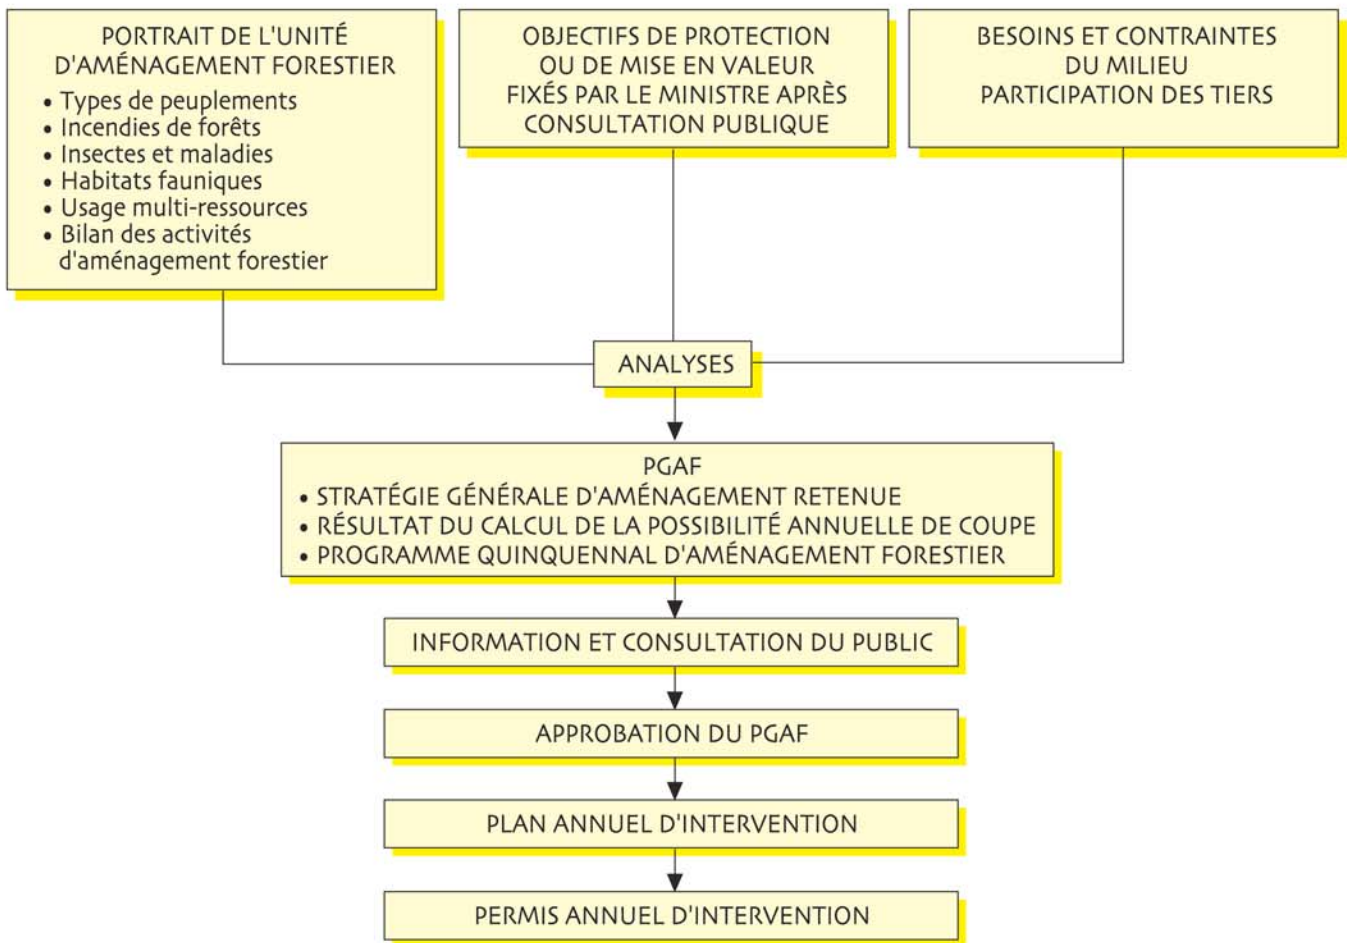 PORTRAIT DE L'UNITÉ
D'AMÉNAGEMENT FORESTIER
• Types de peuplements
• Incendies de forêts
• Insectes et maladies
• Habitats fauniques
• Usage multi-ressources
• Bilan des activités
d'aménagement forestier
OBJECTIFS DE PROTECTION
OU DE MISE EN VALEUR
FIXÉS PAR LE MINISTRE APRÈS
CONSULTATION PUBLIQUE
BESOINS ET CONTRAINTES
DU MILIEU
PARTICIPATION DES TIERS
ANALYSES
PGAF
• STRATÉGIE GÉNÉRALE D'AMÉNAGEMENT RETENUE
• RÉSULTAT DU CALCUL DE LA POSSIBILITÉ ANNUELLE DE COUPE
• PROGRAMME QUINQUENNAL D'AMÉNAGEMENT FORESTIER
INFORMATION ET CONSULTATION DU PUBLIC
APPROBATION DU PGAF
PLAN ANNUEL D'INTERVENTION
PERMIS ANNUEL D'INTERVENTION